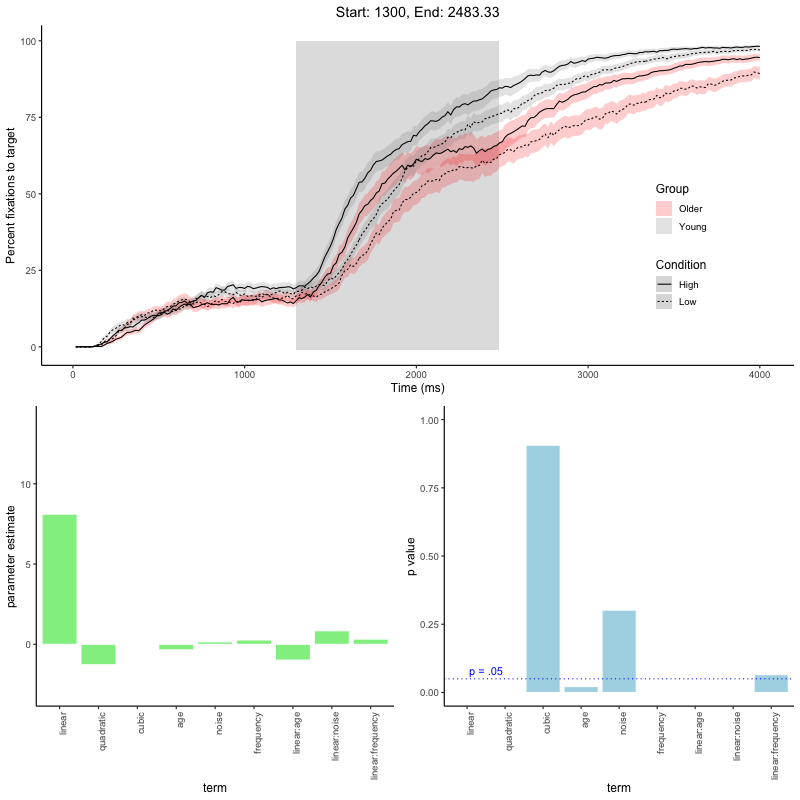 Start: 1300, End: 2483.33
Percent fixations to target
100
75
50
25
0
Group
Older
Young
Condition
High
Low
0
1000
2000
3000
4000
Time (ms)
parameter estimate
10
5
0
linear
quadratic
cubic
age
noise
frequency
linear:age
linear:noise
linear:frequency
term
p value
1.00
0.75
0.50
0.25
0.00
p = .05
linear
quadratic
cubic
age
noise
frequency
linear:age
linear:noise
linear:frequency
term